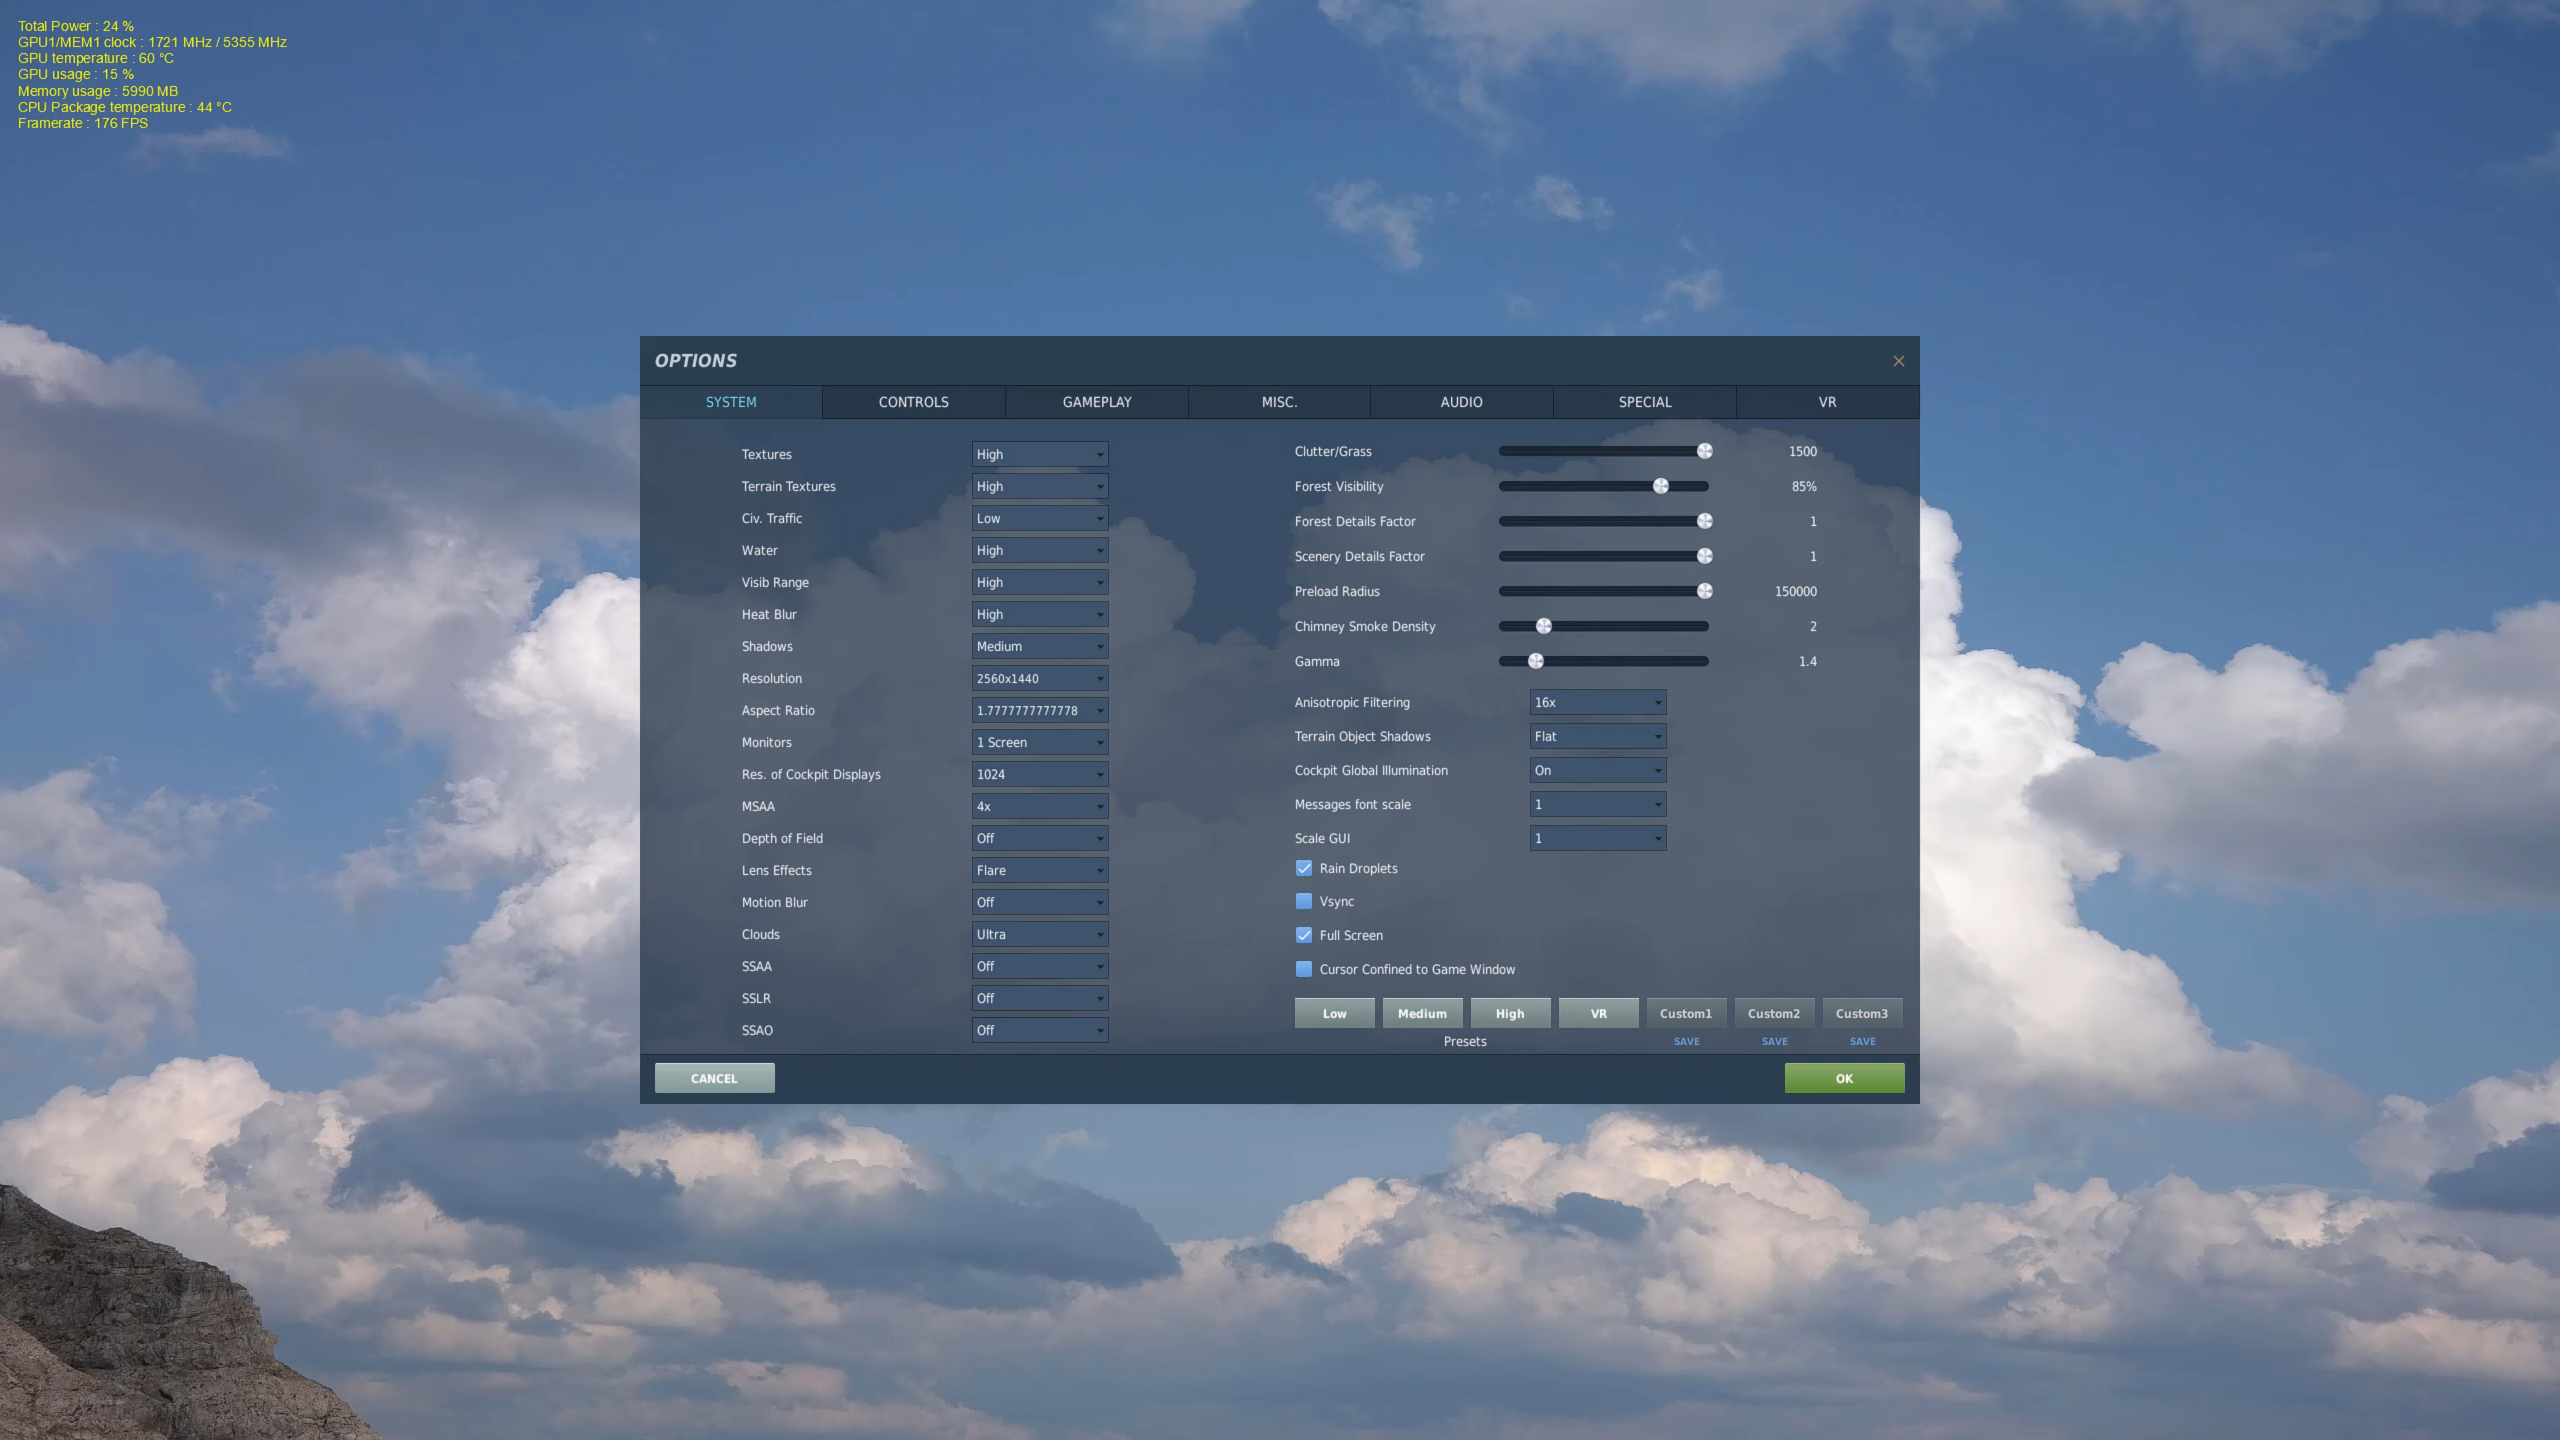 Total Power : 24 %
GPU1/MEM1 clock : 1721 MHz / 5355 MHz
GPU temperature : 60 °C
GPU usage : 15 %
Memory usage : 5990 MB
CPU Package temperature : 44 °C
Framerate : 176 FPS
OPTIONS
SYSTEM CONTROLS GAMEPLAY MISC. AUDIO SPECIAL VR
Textures High
Terrain Textures High
Civ. Traffic Low
Water High
Visib Range High
Heat Blur High
Shadows Medium
Resolution 2560x1440
Aspect Ratio 1.7777777777778
Monitors 1 Screen
Res. of Cockpit Displays 1024
MSAA 4x
Depth of Field Off
Lens Effects Flare
Motion Blur Off
Clouds Ultra
SSAA Off
SSLR Off
SSAO Off
Clutter/Grass 1500
Forest Visibility 85%
Forest Details Factor 1
Scenery Details Factor 1
Preload Radius 150000
Chimney Smoke Density 2
Gamma 1.4
Anisotropic Filtering 16x
Terrain Object Shadows Flat
Cockpit Global Illumination On
Messages font scale 1
Scale GUI 1
Rain Droplets
Vsync
Full Screen
Cursor Confined to Game Window
Low Medium High VR Custom1 Custom2 Custom3
Presets SAVE SAVE SAVE
CANCEL OK